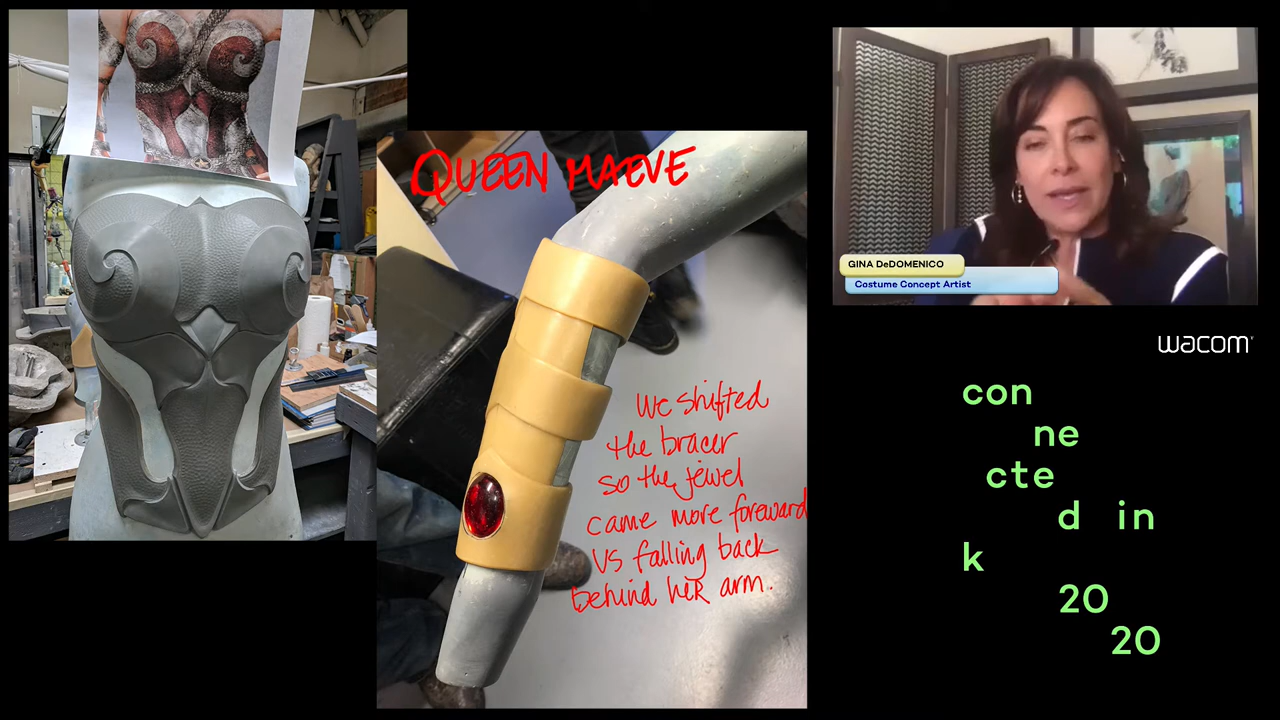 QUEEN MAEVE
We shifted
the bracer
so the jewel
came more foreward
VS falling back
behind heR arm.
GINA DeDOMENICO
Costume Concept Artist
wacom
con
ne
cte
d in
k
20
20